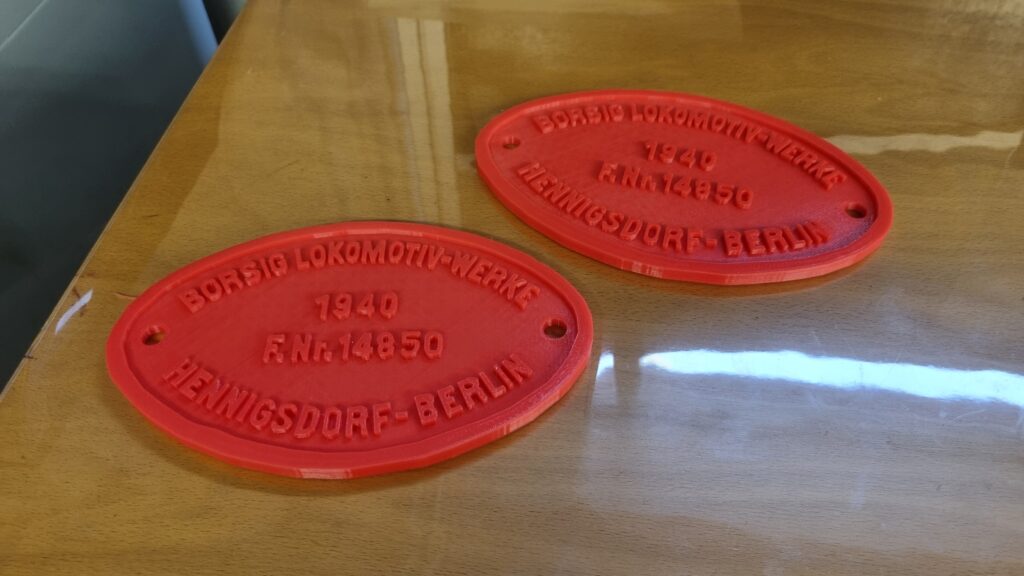 BORSIG LOKOMOTIV-WERKE
1940
F.Nr.14850
HENNIGSDORF-BERLIN
BORSIG LOKOMOTIV-WERKE
1940
F.Nr.14850
HENNIGSDORF-BERLIN